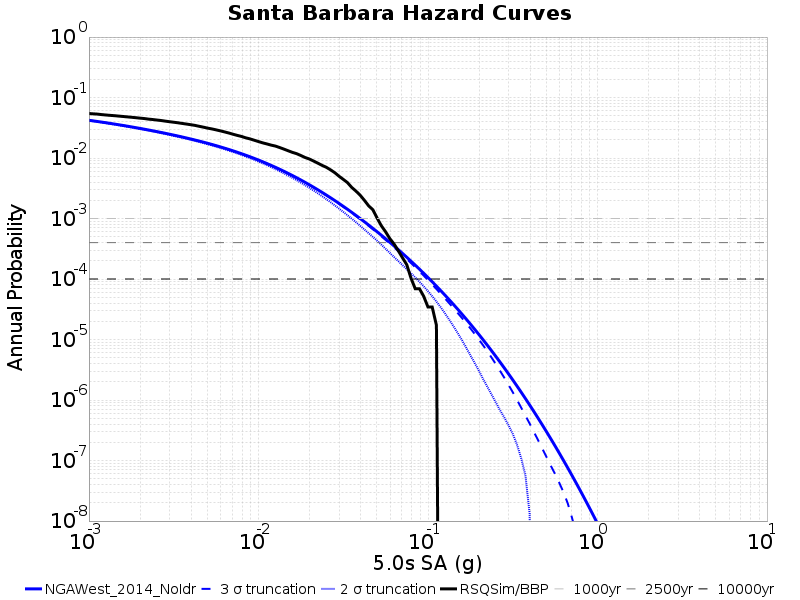 Santa Barbara Hazard Curves
10^0
10^-1
10^-2
10^-3
10^-4
10^-5
10^-6
10^-7
10^-8
Annual Probability
10^-3 10^-2 10^-1 10^0 10^1
5.0s SA (g)
NGAWest_2014_NoIdr 3 σ truncation 2 σ truncation RSQSim/BBP 1000yr 2500yr 10000yr